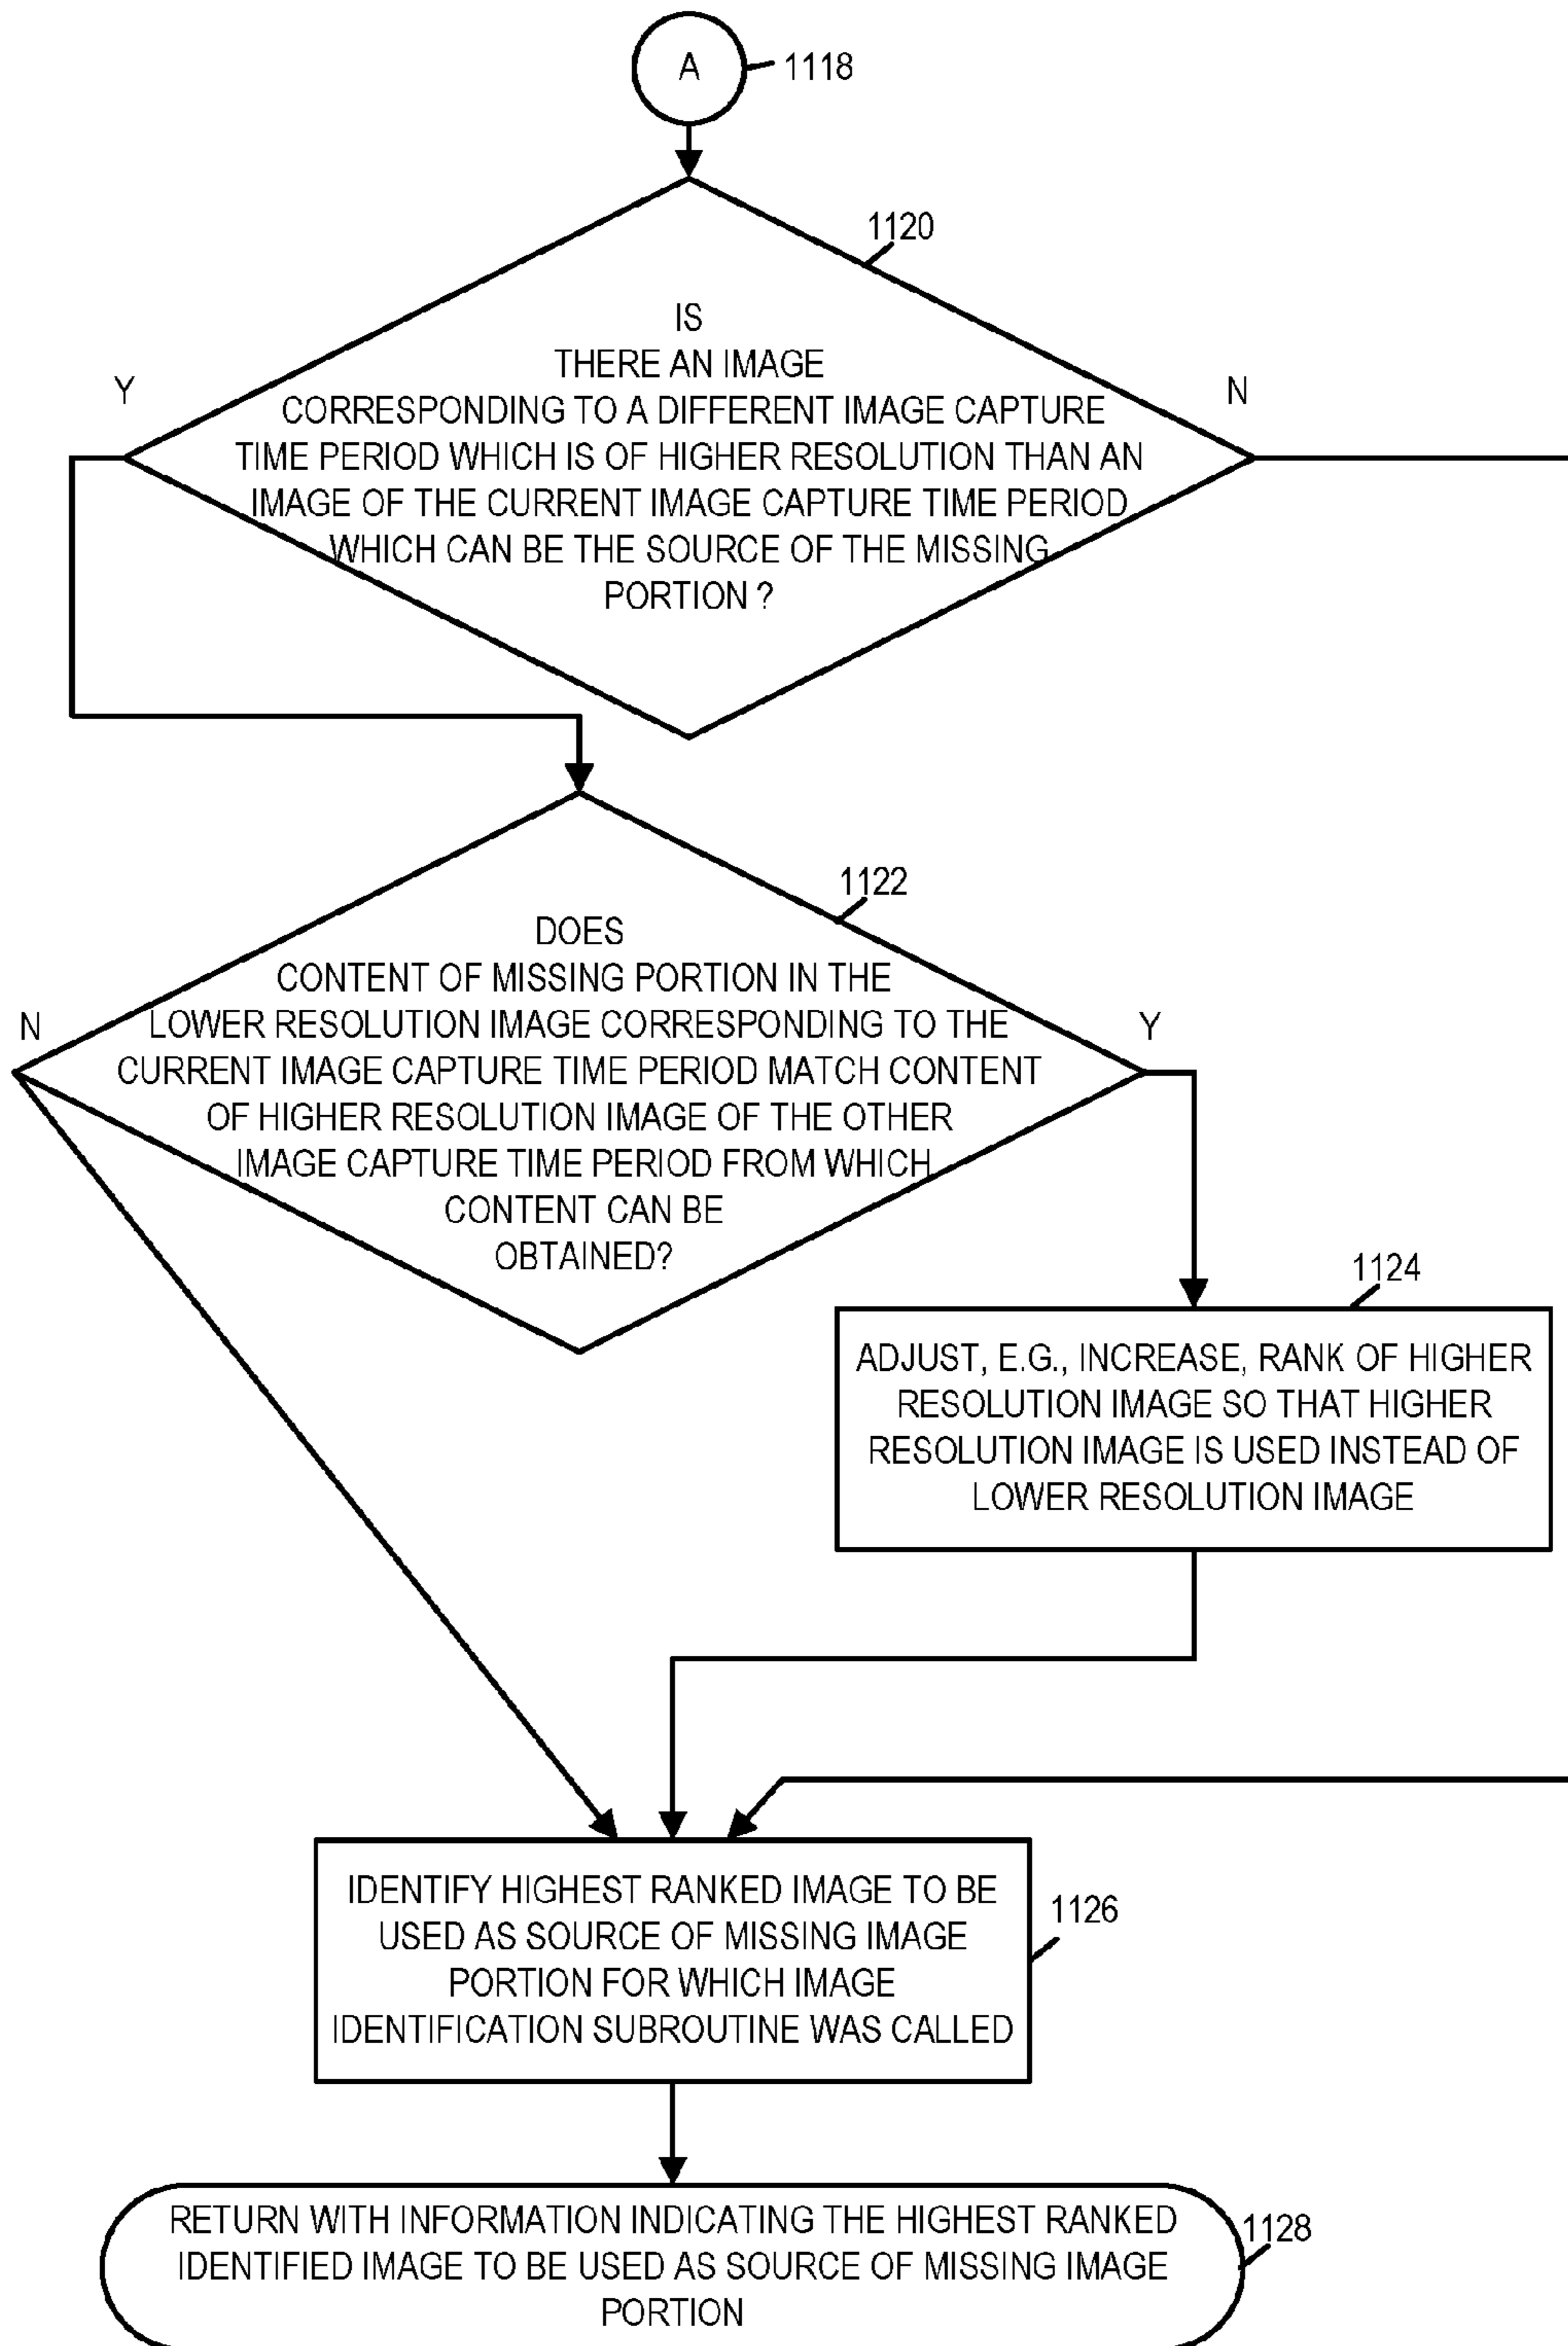 A
1118
1120
IS
THERE AN IMAGE
CORRESPONDING TO A DIFFERENT IMAGE CAPTURE
TIME PERIOD WHICH IS OF HIGHER RESOLUTION THAN AN
IMAGE OF THE CURRENT IMAGE CAPTURE TIME PERIOD
WHICH CAN BE THE SOURCE OF THE MISSING
PORTION ?
Y
N
1122
DOES
CONTENT OF MISSING PORTION IN THE
LOWER RESOLUTION IMAGE CORRESPONDING TO THE
CURRENT IMAGE CAPTURE TIME PERIOD MATCH CONTENT
OF HIGHER RESOLUTION IMAGE OF THE OTHER
IMAGE CAPTURE TIME PERIOD FROM WHICH
CONTENT CAN BE
OBTAINED?
N
Y
1124
ADJUST, E.G., INCREASE, RANK OF HIGHER
RESOLUTION IMAGE SO THAT HIGHER
RESOLUTION IMAGE IS USED INSTEAD OF
LOWER RESOLUTION IMAGE
IDENTIFY HIGHEST RANKED IMAGE TO BE
USED AS SOURCE OF MISSING IMAGE
PORTION FOR WHICH IMAGE
IDENTIFICATION SUBROUTINE WAS CALLED
1126
RETURN WITH INFORMATION INDICATING THE HIGHEST RANKED
IDENTIFIED IMAGE TO BE USED AS SOURCE OF MISSING IMAGE
PORTION
1128